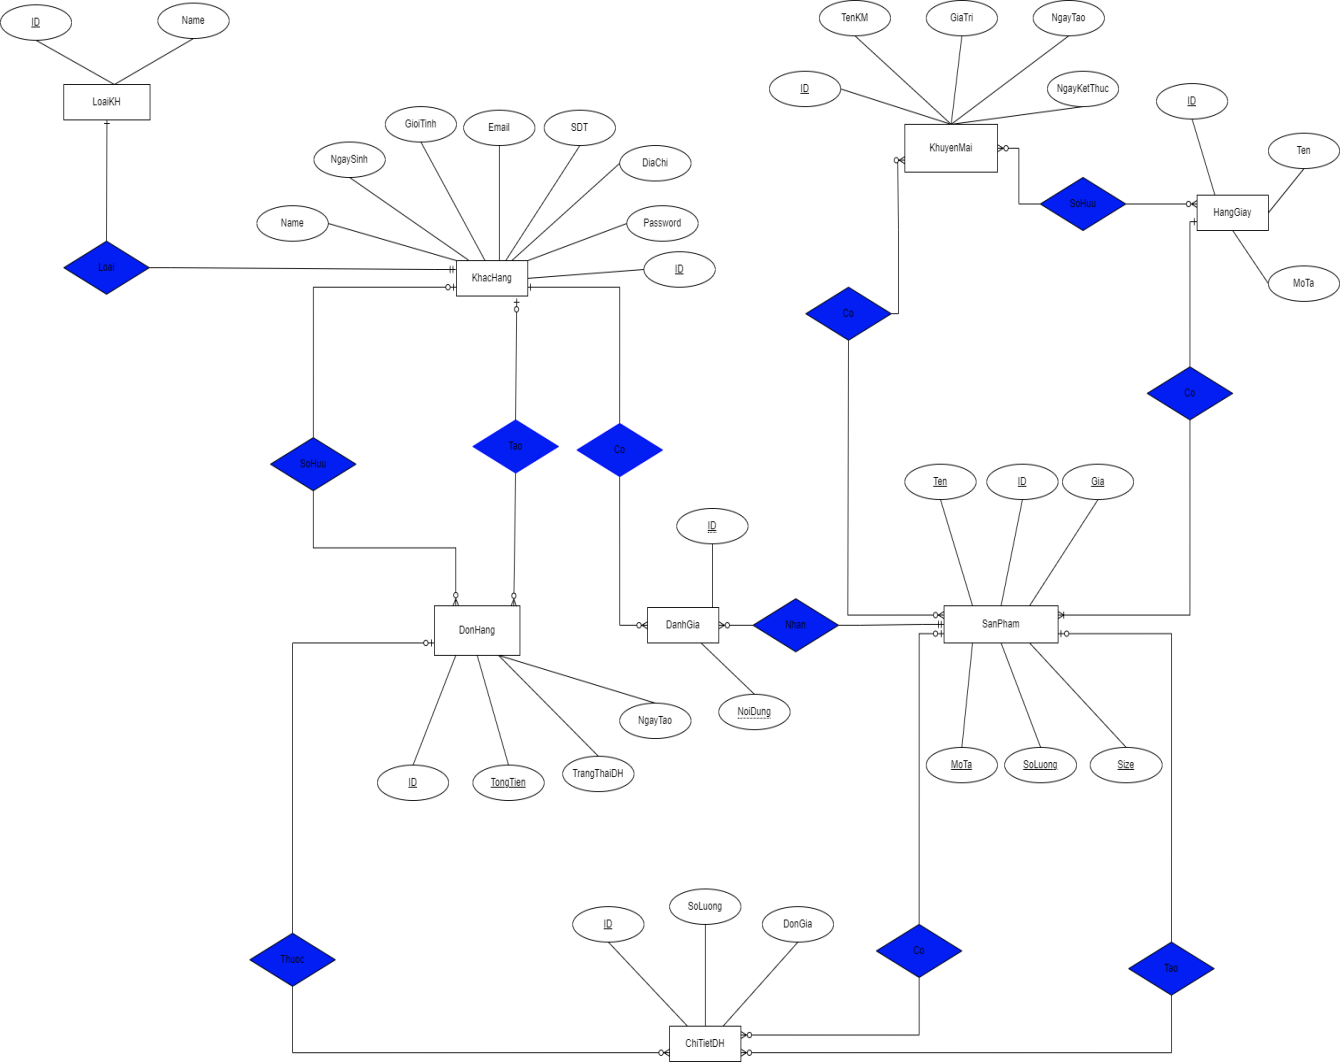 ID
Name
LoaiKH
Loai
TenKM
GiaTri
NgayTao
ID
NgayKetThuc
KhuyenMai
ID
Ten
HangGiay
MoTa
SoHuu
GioiTinh
Email
SDT
NgaySinh
DiaChi
Name
Password
ID
KhacHang
Co
Co
SoHuu
Tao
Co
Ten
ID
Gia
ID
DonHang
DanhGia
Nhan
SanPham
NoiDung
NgayTao
ID
TongTien
TrangThaiDH
MoTa
SoLuong
Size
ID
SoLuong
DonGia
Thuoc
Co
Tao
ChiTietDH